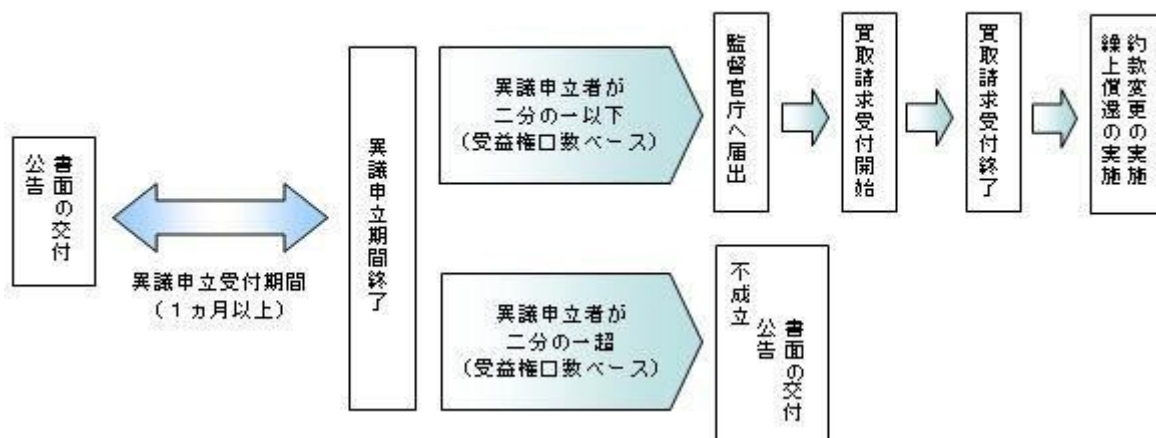 書面の交付
公告
異議申立受付期間
(1ヵ月以上)
異議申立期間終了
異議申立者が
二分の一以下
(受益権口数ベース)
監督官庁へ届出
買取請求受付開始
買取請求受付終了
約款変更の実施
繰上償還の実施
異議申立者が
二分の一超
(受益権口数ベース)
不成立
書面の交付
公告